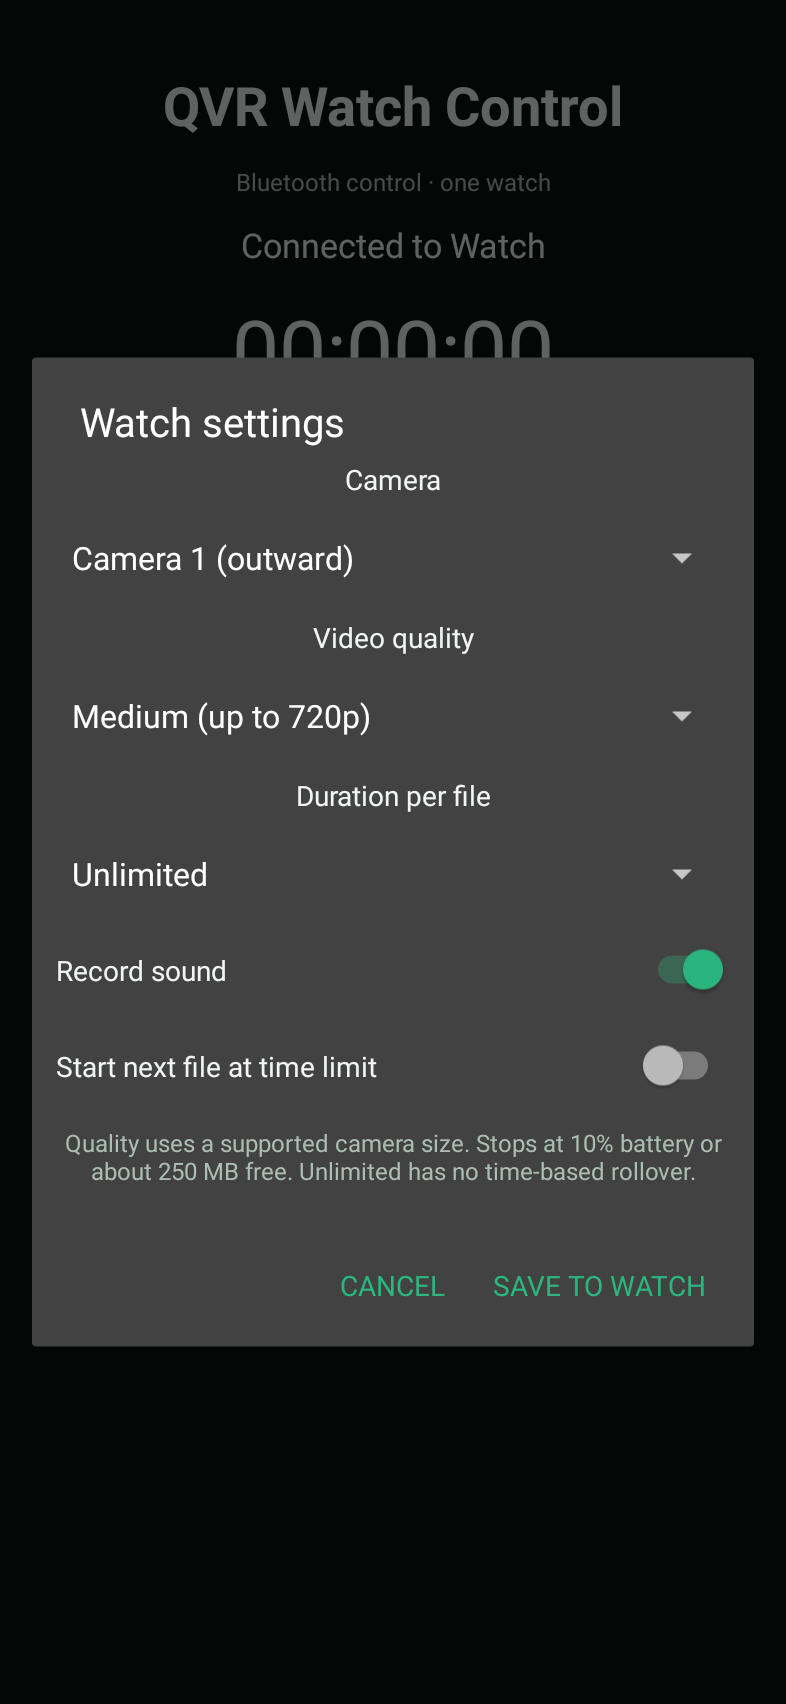 QVR Watch Control
Bluetooth control · one watch
Connected to Watch
00:00:00
Watch settings
Camera
Camera 1 (outward)
Video quality
Medium (up to 720p)
Duration per file
Unlimited
Record sound
Start next file at time limit
Quality uses a supported camera size. Stops at 10% battery or
about 250 MB free. Unlimited has no time-based rollover.
CANCEL SAVE TO WATCH